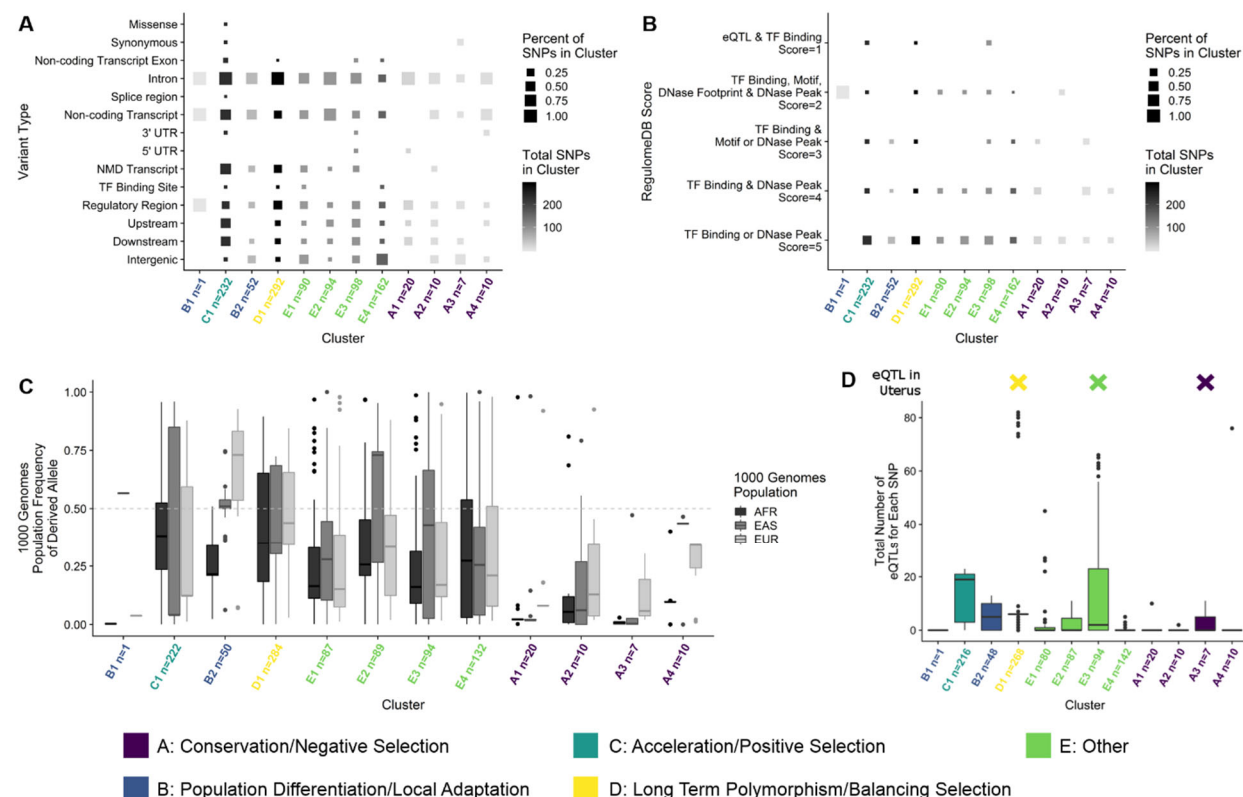 A
Variant Type
Missense
Synonymous
Non-coding Transcript Exon
Intron
Splice region
Non-coding Transcript
3' UTR
5' UTR
NMD Transcript
TF Binding Site
Regulatory Region
Upstream
Downstream
Intergenic
B1 n=1
C1 n=232
B2 n=52
D1 n=292
E1 n=90
E2 n=94
E3 n=98
E4 n=162
A1 n=20
A2 n=10
A3 n=7
A4 n=10
Cluster
Percent of
SNPs in Cluster
0.25
0.50
0.75
1.00
Total SNPs
in Cluster
200
100
B
RegulomeDB Score
eQTL & TF Binding
Score=1
TF Binding, Motif,
DNase Footprint & DNase Peak
Score=2
TF Binding &
Motif or DNase Peak
Score=3
TF Binding & DNase Peak
Score=4
TF Binding or DNase Peak
Score=5
B1 n=1
C1 n=232
B2 n=52
D1 n=292
E1 n=90
E2 n=94
E3 n=98
E4 n=162
A1 n=20
A2 n=10
A3 n=7
A4 n=10
Cluster
Percent of
SNPs in Cluster
0.25
0.50
0.75
1.00
Total SNPs
in Cluster
200
100
C
1000 Genomes
Population Frequency
of Derived Allele
1.00
0.75
0.50
0.25
0.00
B1 n=1
C1 n=222
B2 n=50
D1 n=284
E1 n=87
E2 n=89
E3 n=94
E4 n=132
A1 n=20
A2 n=10
A3 n=7
A4 n=10
Cluster
1000 Genomes
Population
AFR
EAS
EUR
D
eQTL in
Uterus
Total Number of
eQTLs for Each SNP
80
60
40
20
0
B1 n=1
C1 n=216
B2 n=48
D1 n=268
E1 n=80
E2 n=87
E3 n=94
E4 n=142
A1 n=20
A2 n=10
A3 n=7
A4 n=10
Cluster
A: Conservation/Negative Selection
C: Acceleration/Positive Selection
E: Other
B: Population Differentiation/Local Adaptation
D: Long Term Polymorphism/Balancing Selection